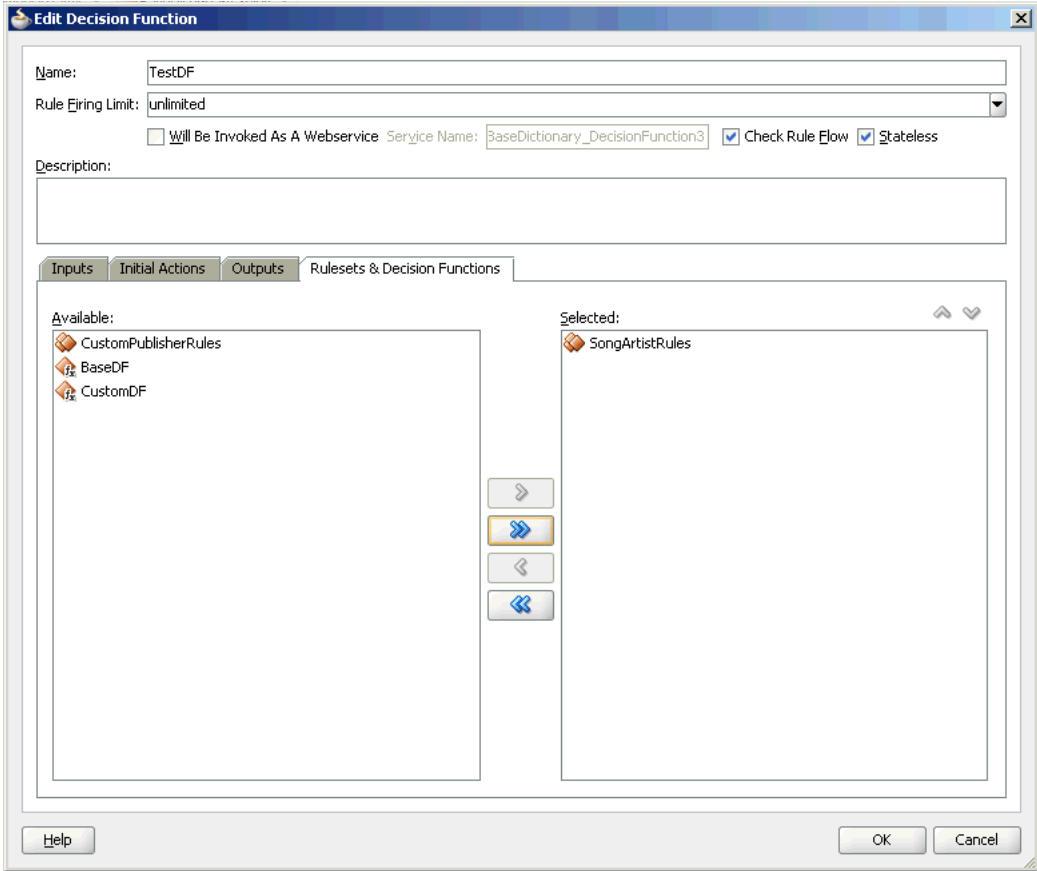 Edit Decision Function
Name: TestDF
Rule Firing Limit: unlimited
Will Be Invoked As A Webservice Service Name: BaseDictionary_DecisionFunction3 Check Rule Flow Stateless
Description:
Inputs Initial Actions Outputs Rulesets & Decision Functions
Available: Selected:
CustomPublisherRules SongArtistRules
BaseDF
CustomDF
Help OK Cancel